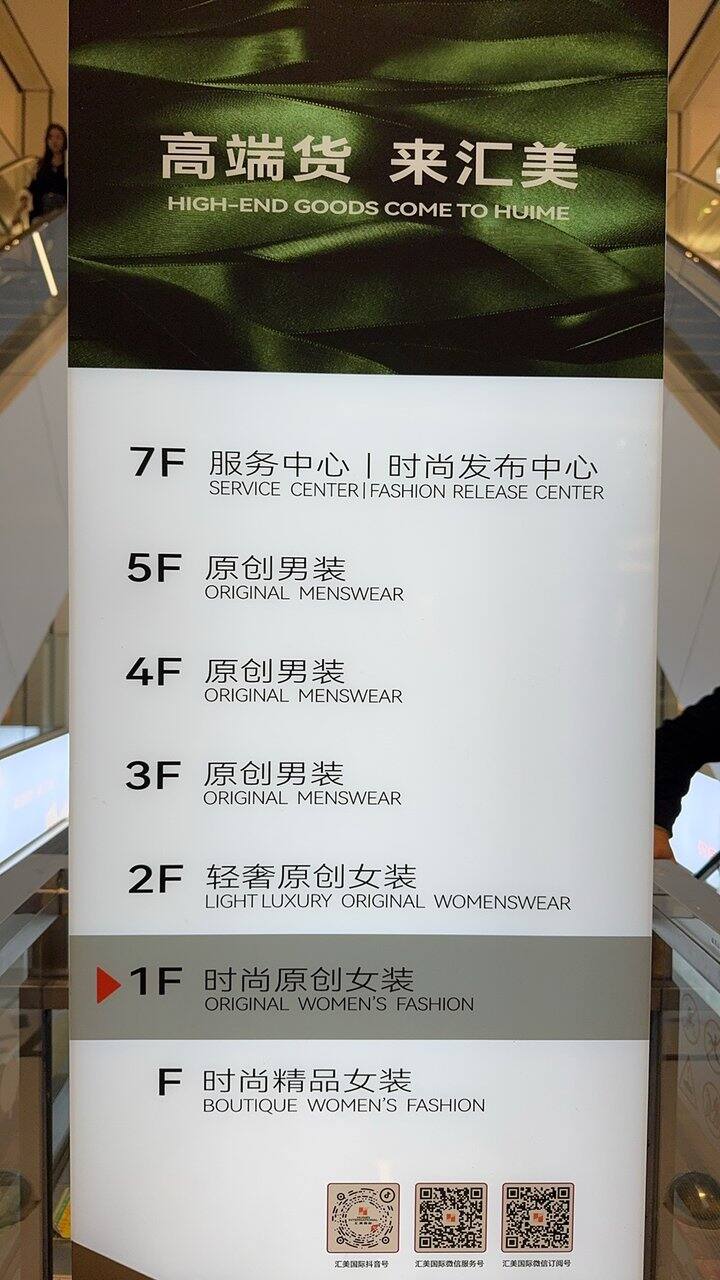 高端货 来汇美
HIGH-END GOODS COME TO HUIME
7F 服务中心 | 时尚发布中心
SERVICE CENTER | FASHION RELEASE CENTER
5F 原创男装
ORIGINAL MENSWEAR
4F 原创男装
ORIGINAL MENSWEAR
3F 原创男装
ORIGINAL MENSWEAR
2F 轻奢原创女装
LIGHT LUXURY ORIGINAL WOMENSWEAR
1F 时尚原创女装
ORIGINAL WOMEN'S FASHION
F 时尚精品女装
BOUTIQUE WOMEN'S FASHION
汇美国际抖音号 汇美国际微信服务号 汇美国际微信订阅号